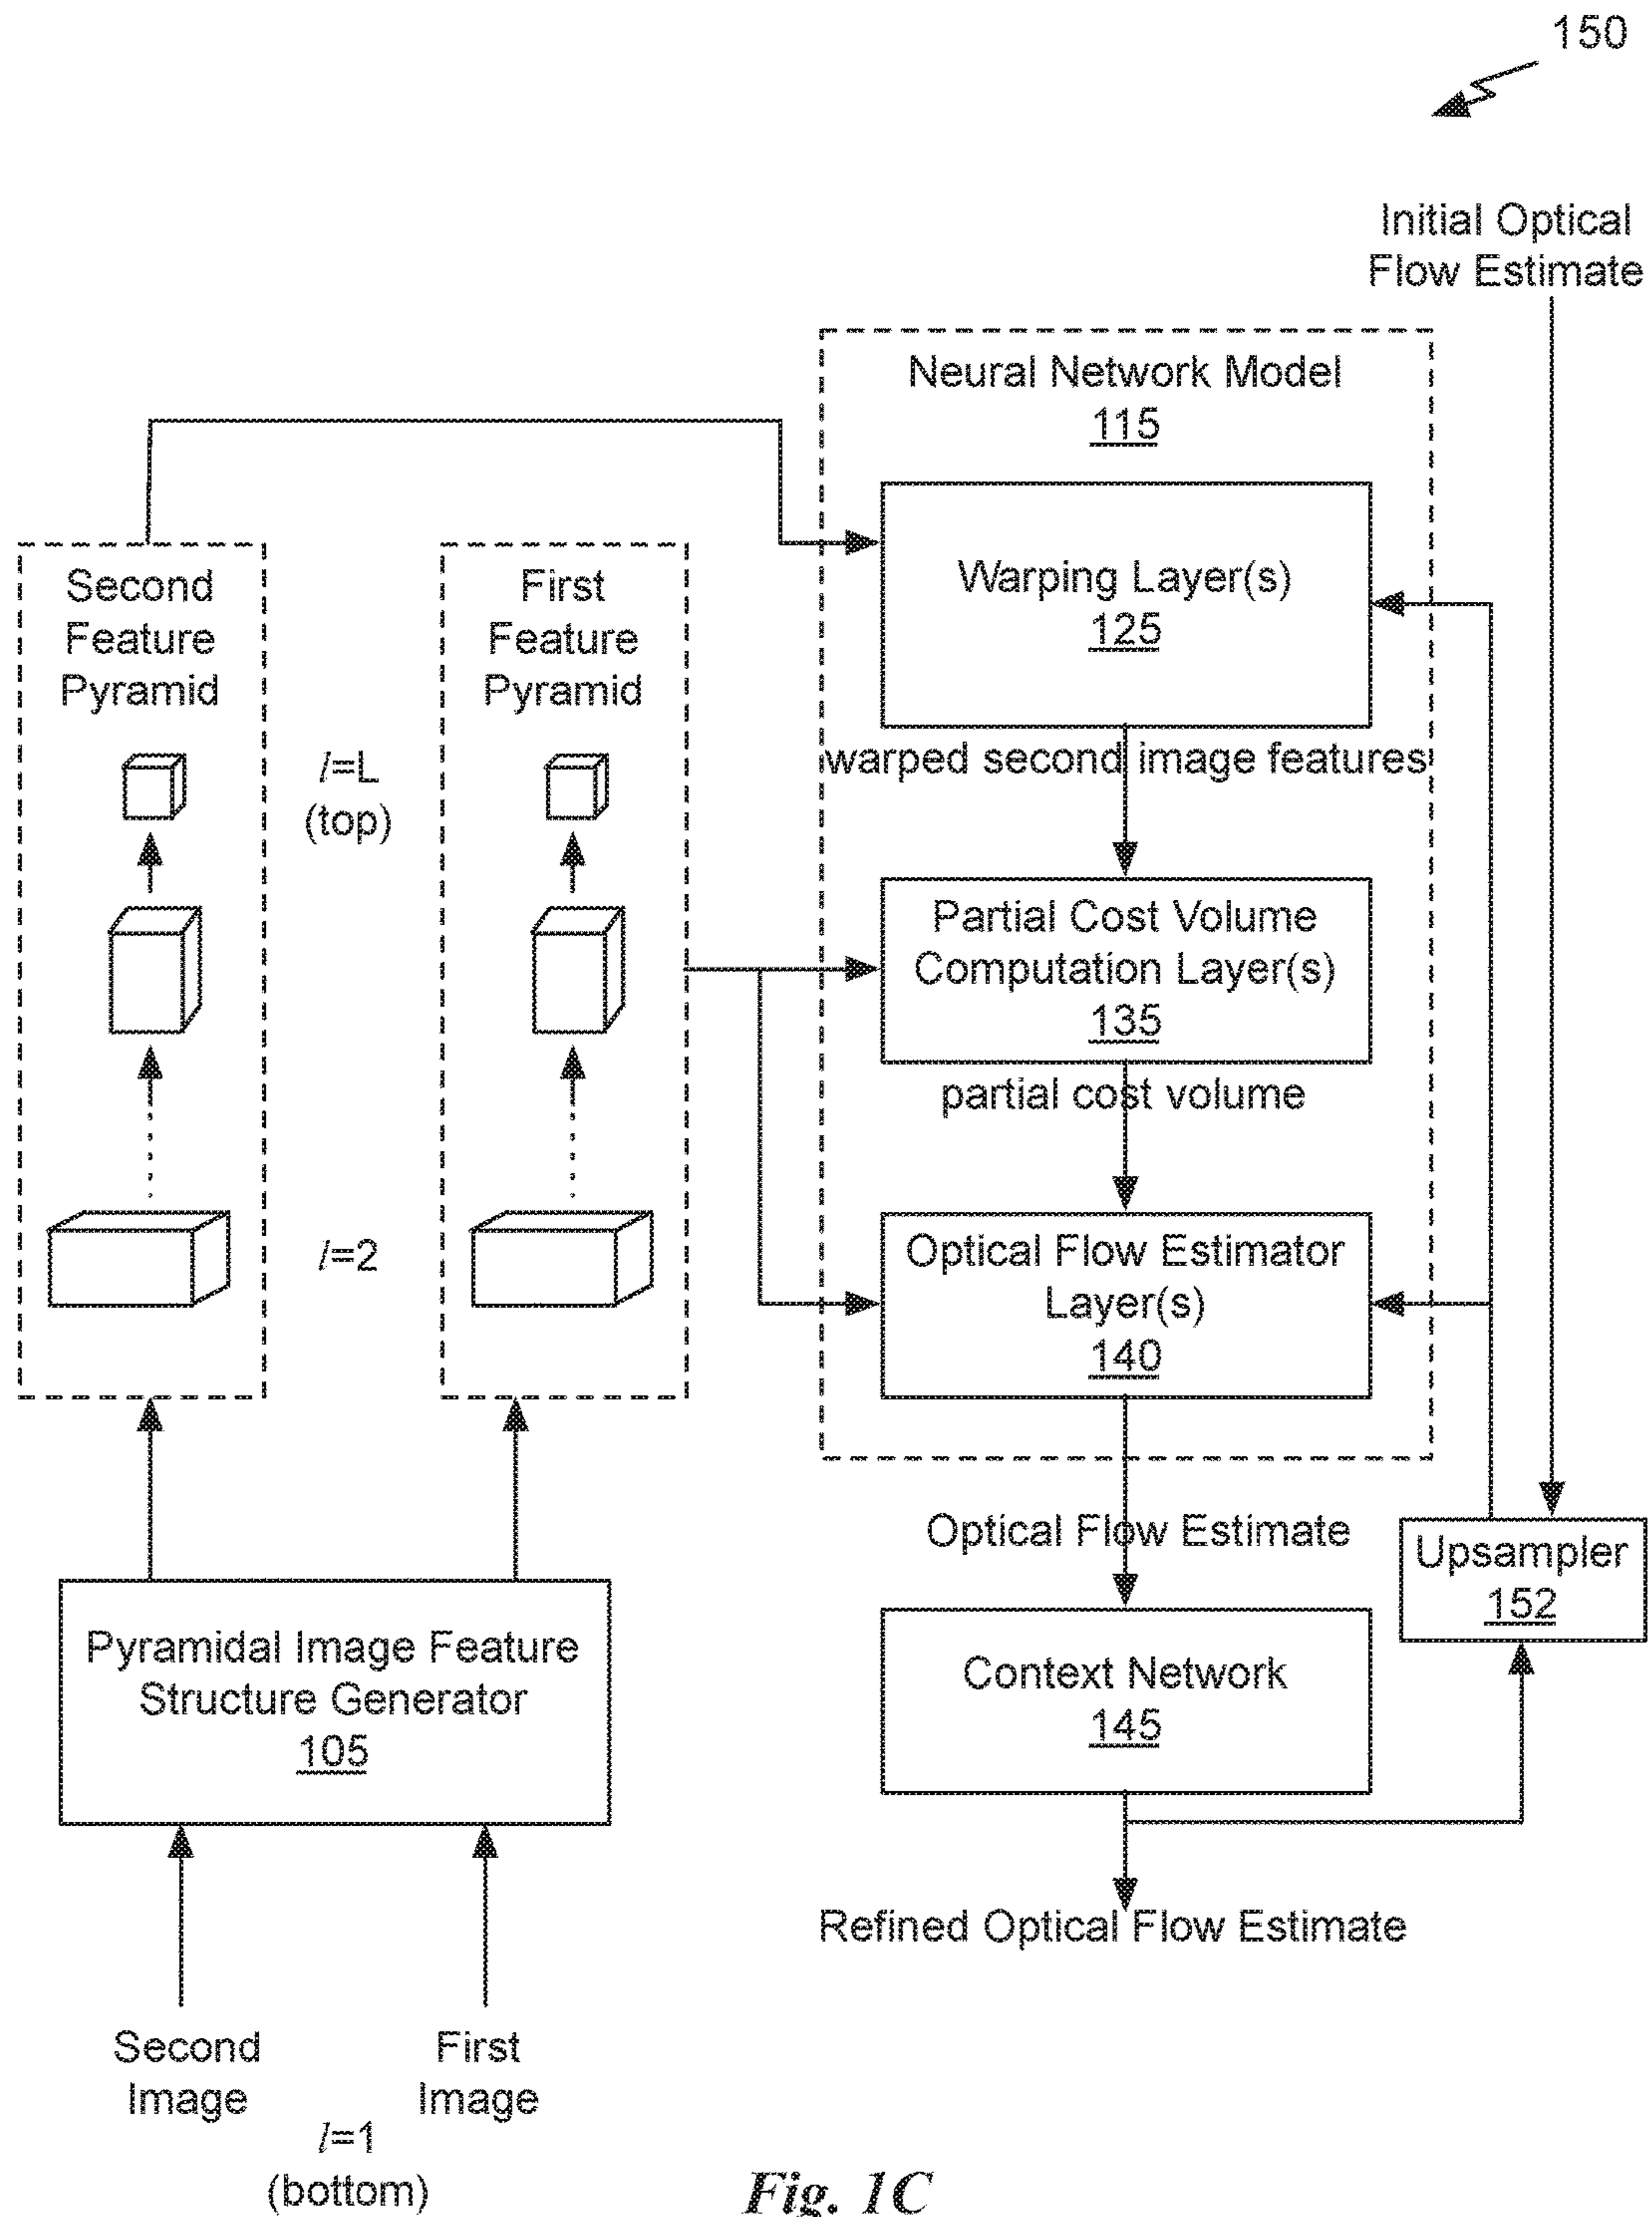 150
Initial Optical
Flow Estimate
Neural Network Model
115
Warping Layer(s)
125
Second
Feature
Pyramid
First
Feature
Pyramid
l=L
(top)
warped second image features
Partial Cost Volume
Computation Layer(s)
135
partial cost volume
l=2
Optical Flow Estimator
Layer(s)
140
Optical Flow Estimate
Upsampler
152
Pyramidal Image Feature
Structure Generator
105
Context Network
145
Refined Optical Flow Estimate
Second
Image
First
Image
l=1
(bottom)
Fig. 1C